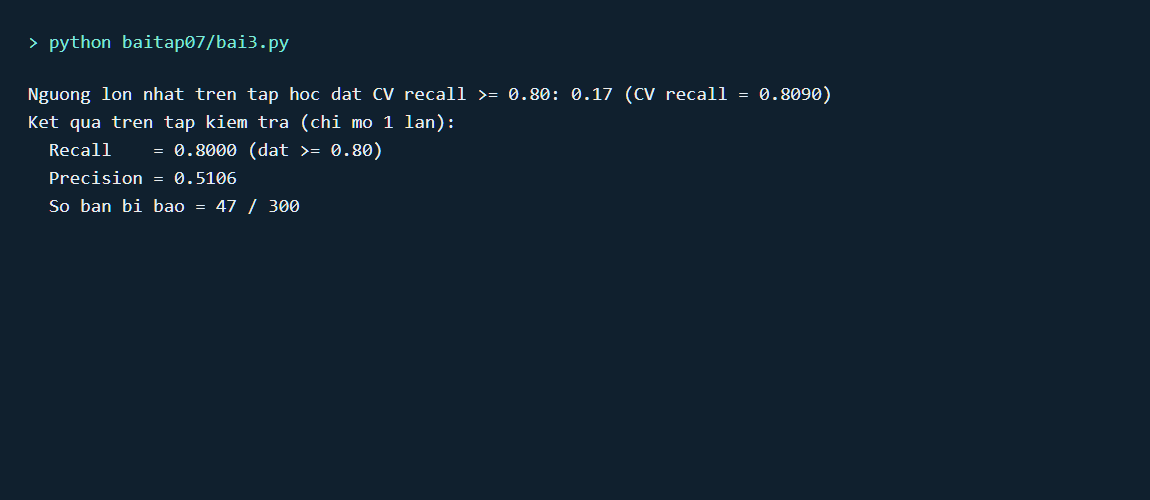 > python baitap07/bai3.py
Nguong lon nhat tren tap hoc dat CV recall >= 0.80: 0.17 (CV recall = 0.8090)
Ket qua tren tap kiem tra (chi mo 1 lan):
  Recall    = 0.8000 (dat >= 0.80)
  Precision = 0.5106
  So ban bi bao = 47 / 300